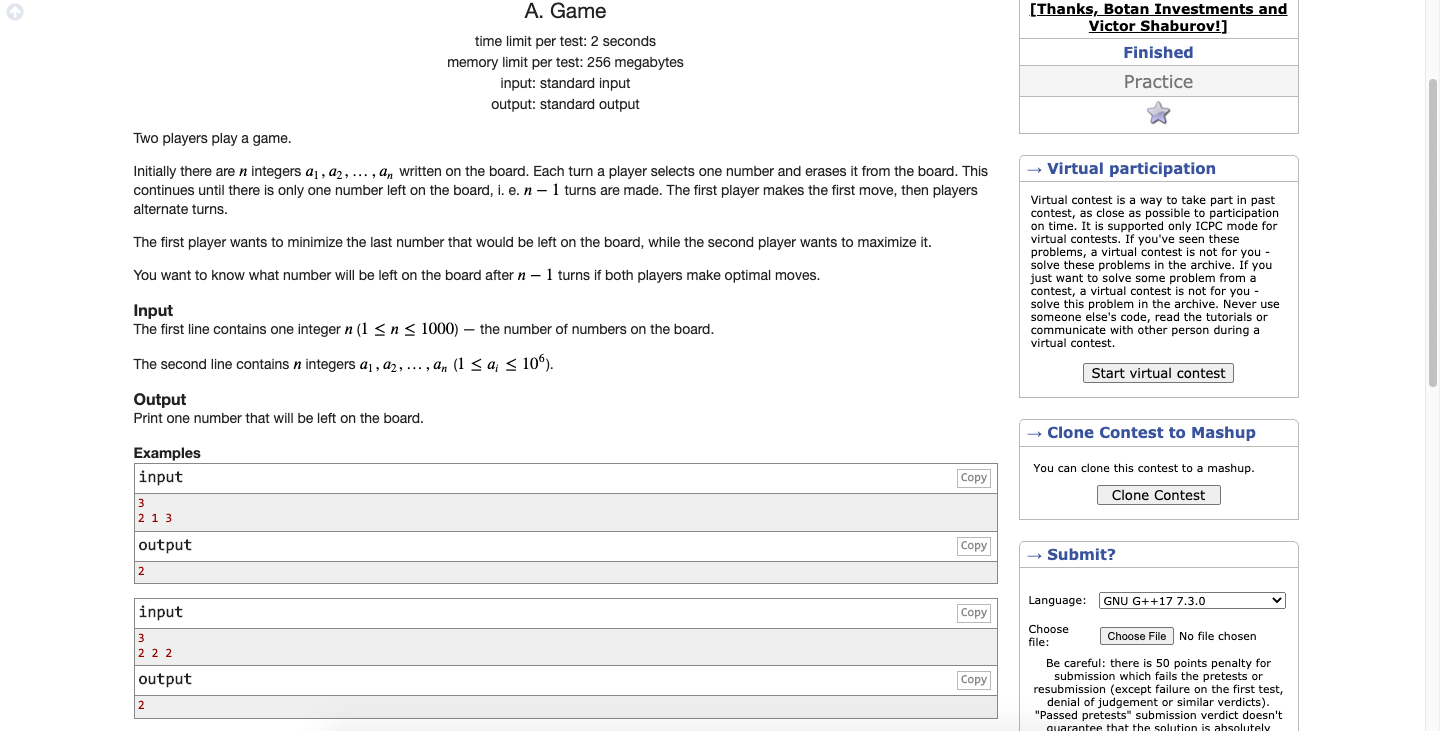 A. Game
time limit per test: 2 seconds
memory limit per test: 256 megabytes
input: standard input
output: standard output
Two players play a game.
Initially there are n integers a₁, a₂, …, aₙ written on the board. Each turn a player selects one number and erases it from the board. This
continues until there is only one number left on the board, i. e. n − 1 turns are made. The first player makes the first move, then players
alternate turns.
The first player wants to minimize the last number that would be left on the board, while the second player wants to maximize it.
You want to know what number will be left on the board after n − 1 turns if both players make optimal moves.
Input
The first line contains one integer n (1 ≤ n ≤ 1000) — the number of numbers on the board.
The second line contains n integers a₁, a₂, …, aₙ (1 ≤ aᵢ ≤ 10⁶).
Output
Print one number that will be left on the board.
Examples
input
Copy
3
2 1 3
output
Copy
2
input
Copy
3
2 2 2
output
Copy
2
[Thanks, Botan Investments and
Victor Shaburov!]
Finished
Practice
→ Virtual participation
Virtual contest is a way to take part in past
contest, as close as possible to participation
on time. It is supported only ICPC mode for
virtual contests. If you've seen these
problems, a virtual contest is not for you -
solve these problems in the archive. If you
just want to solve some problem from a
contest, a virtual contest is not for you -
solve this problem in the archive. Never use
someone else's code, read the tutorials or
communicate with other person during a
virtual contest.
Start virtual contest
→ Clone Contest to Mashup
You can clone this contest to a mashup.
Clone Contest
→ Submit?
Language: GNU G++17 7.3.0
Choose
file:
Choose File No file chosen
Be careful: there is 50 points penalty for
submission which fails the pretests or
resubmission (except failure on the first test,
denial of judgement or similar verdicts).
"Passed pretests" submission verdict doesn't
guarantee that the solution is absolutely